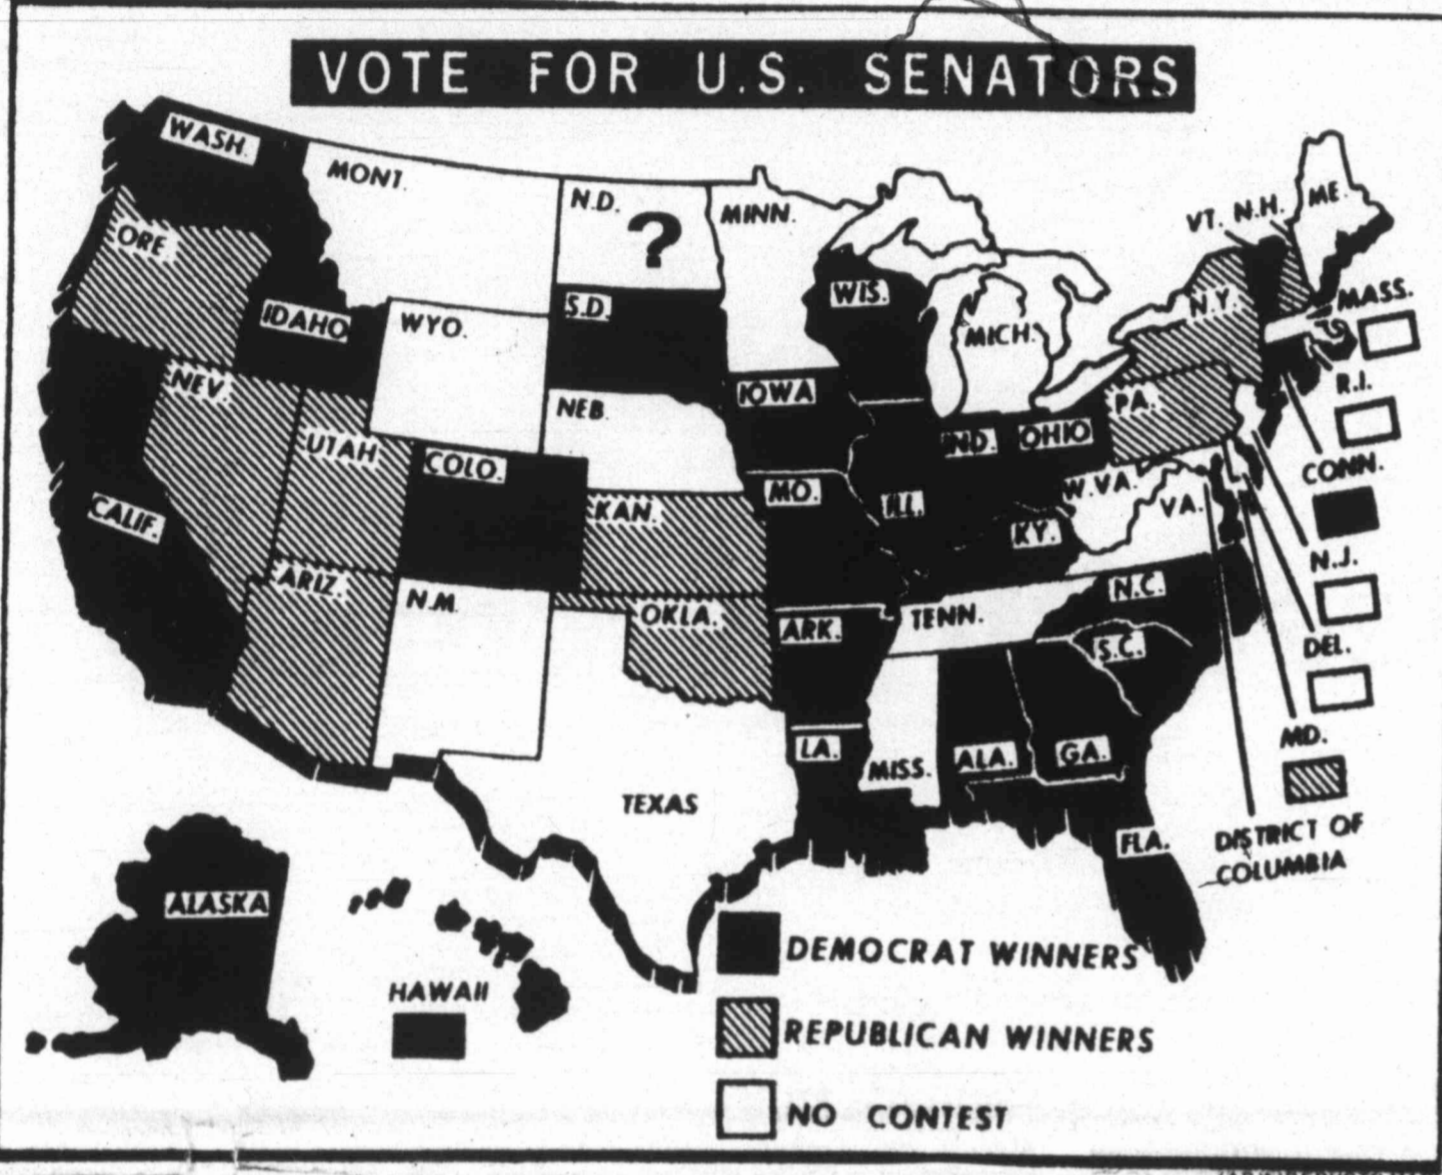 VOTE FOR U.S. SENATORS
WASH.
MONT.
N.D.
?
MINN.
VT. N.H.
ME.
ORE.
IDAHO
WYO.
S.D.
WIS.
MICH.
N.Y.
MASS.
NEV.
NEB.
IOWA
PA.
R.I.
UTAH
COLO.
IND.
OHIO
CONN.
CALIF.
KAN.
MO.
ILL.
KY.
W.VA.
VA.
N.J.
ARIZ.
N.M.
OKLA.
ARK.
TENN.
N.C.
S.C.
DEL.
TEXAS
LA.
MISS.
ALA.
GA.
MD.
FLA.
DISTRICT OF
COLUMBIA
ALASKA
HAWAII
DEMOCRAT WINNERS
REPUBLICAN WINNERS
NO CONTEST